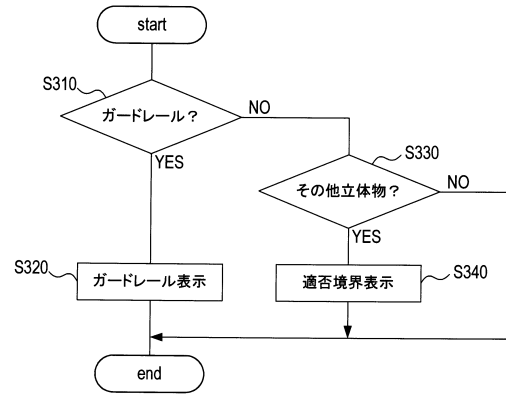 start
S310
ガードレール？
NO
YES
S330
その他立体物？
NO
YES
S320
ガードレール表示
S340
適否境界表示
end